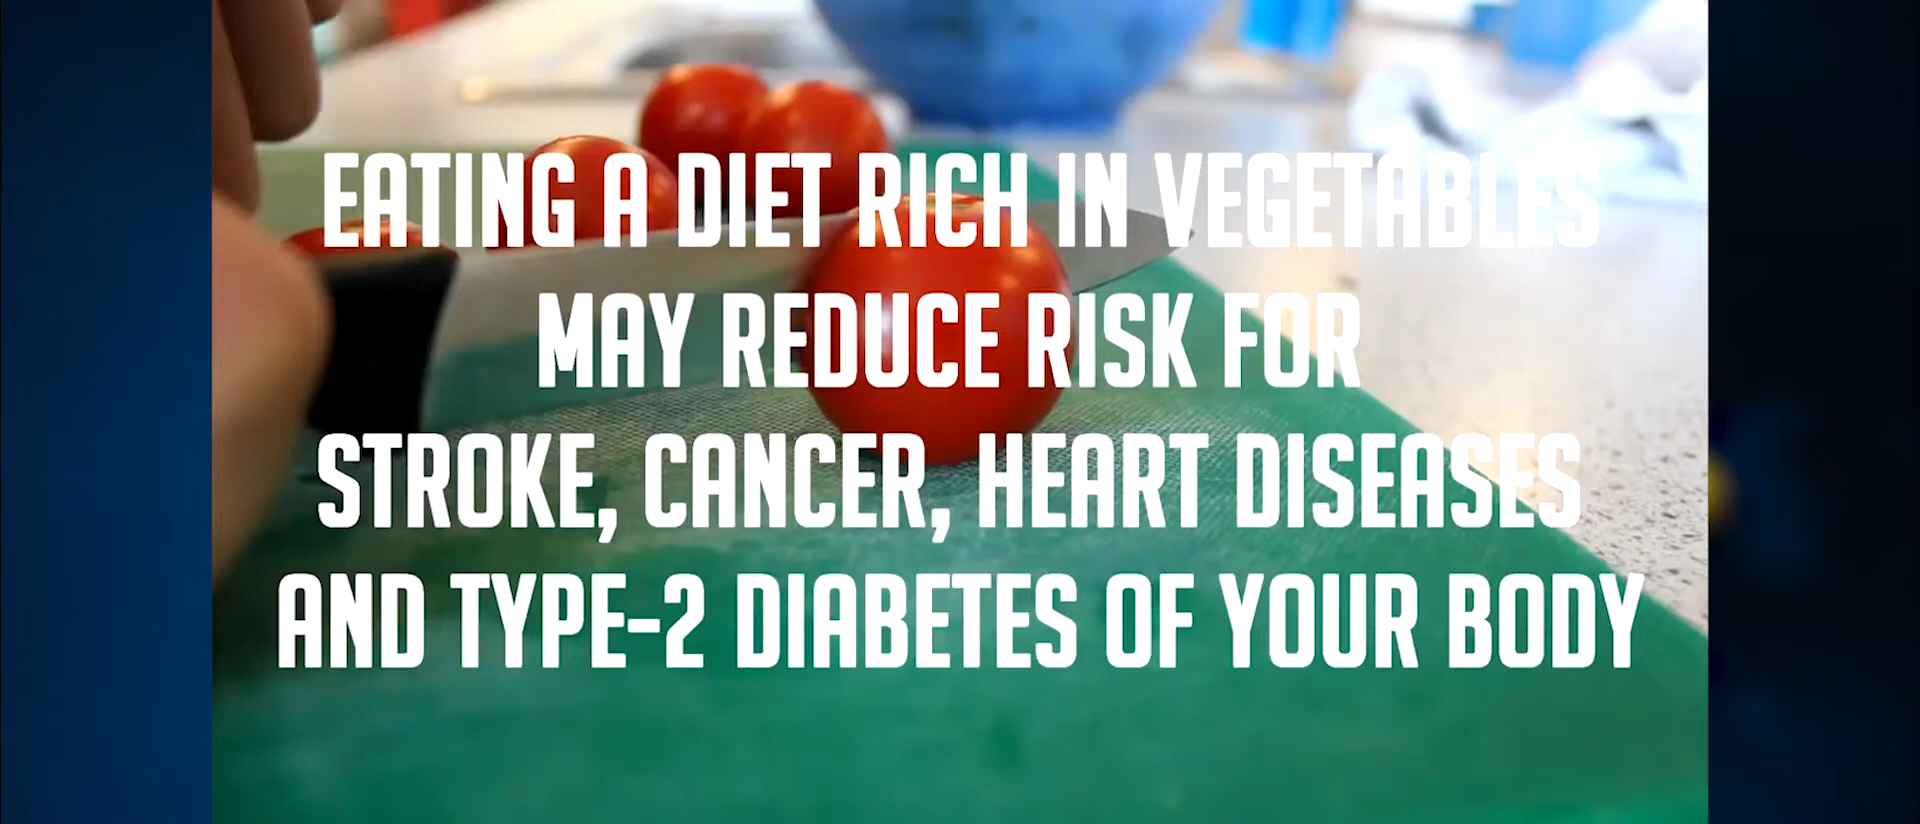 EATING A DIET RICH IN VEGETABLES
MAY REDUCE RISK FOR
STROKE, CANCER, HEART DISEASES
AND TYPE-2 DIABETES OF YOUR BODY